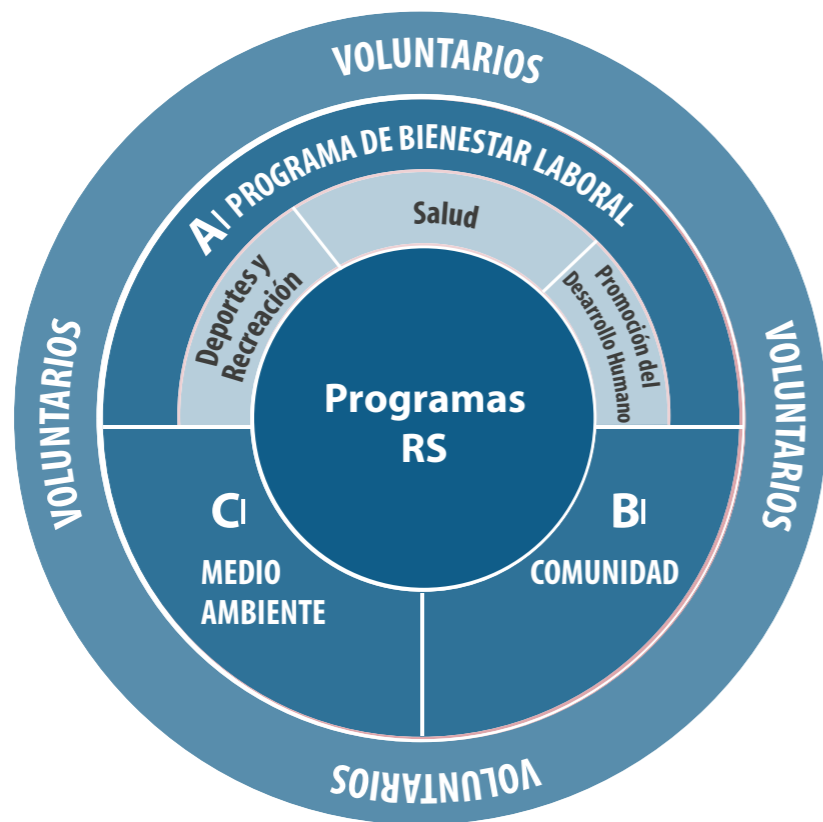 VOLUNTARIOS
A| PROGRAMA DE BIENESTAR LABORAL
Salud
Deportes y
Recreación
Promoción del
Desarrollo Humano
Programas
RS
VOLUNTARIOS
VOLUNTARIOS
C|
MEDIO
AMBIENTE
B|
COMUNIDAD
VOLUNTARIOS